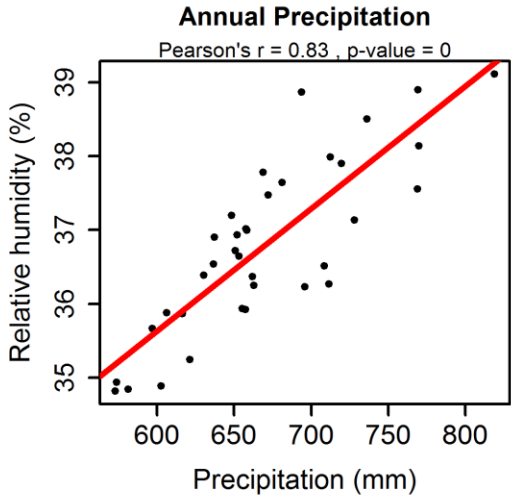 Annual Precipitation
Pearson's r = 0.83 , p-value = 0
39
38
37
36
35
Relative humidity (%)
600 650 700 750 800
Precipitation (mm)